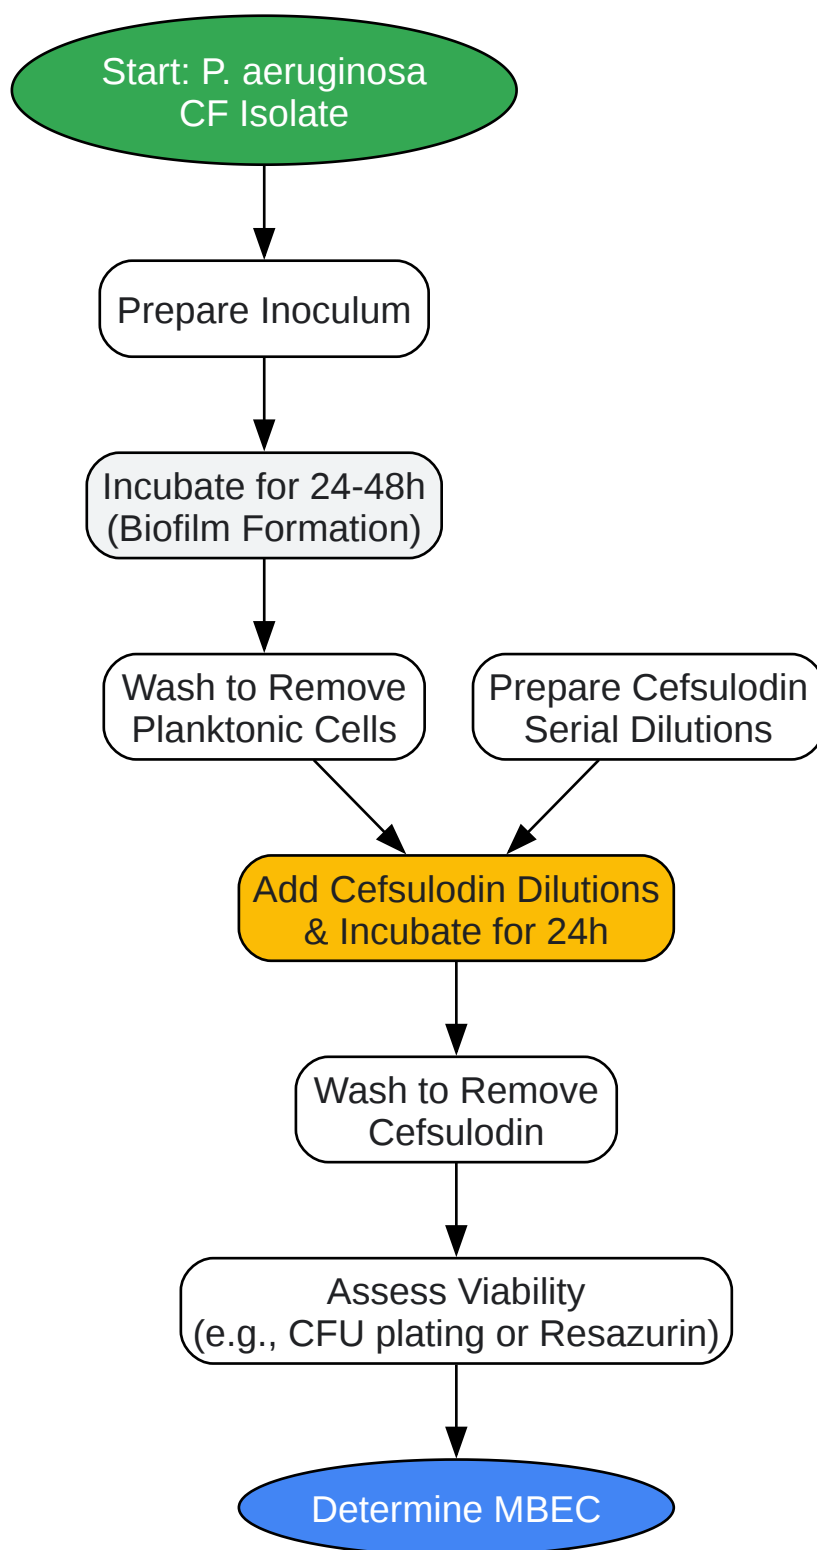 Start: P. aeruginosa
CF Isolate
Prepare Inoculum
Incubate for 24-48h
(Biofilm Formation)
Wash to Remove
Planktonic Cells
Prepare Cefsulodin
Serial Dilutions
Add Cefsulodin Dilutions
& Incubate for 24h
Wash to Remove
Cefsulodin
Assess Viability
(e.g., CFU plating or Resazurin)
Determine MBEC